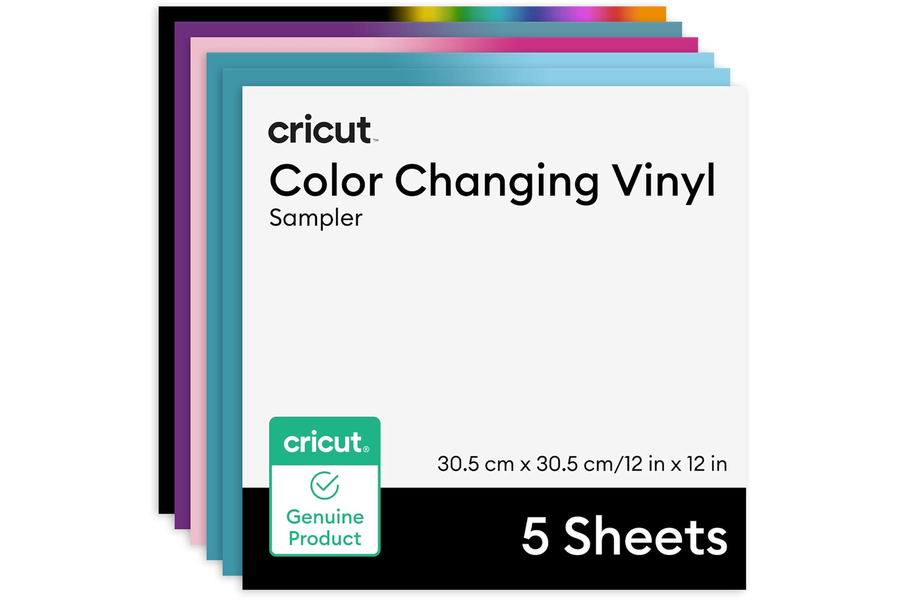 cricut™
Color Changing Vinyl
Sampler
cricut®
Genuine
Product
30.5 cm x 30.5 cm/12 in x 12 in
5 Sheets